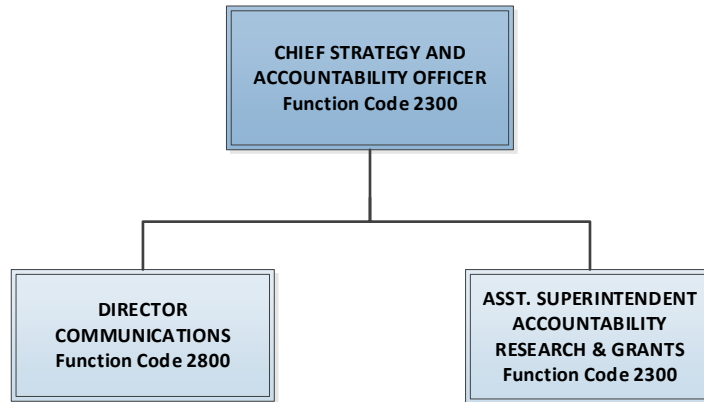 CHIEF STRATEGY AND
ACCOUNTABILITY OFFICER
Function Code 2300
DIRECTOR
COMMUNICATIONS
Function Code 2800
ASST. SUPERINTENDENT
ACCOUNTABILITY
RESEARCH & GRANTS
Function Code 2300